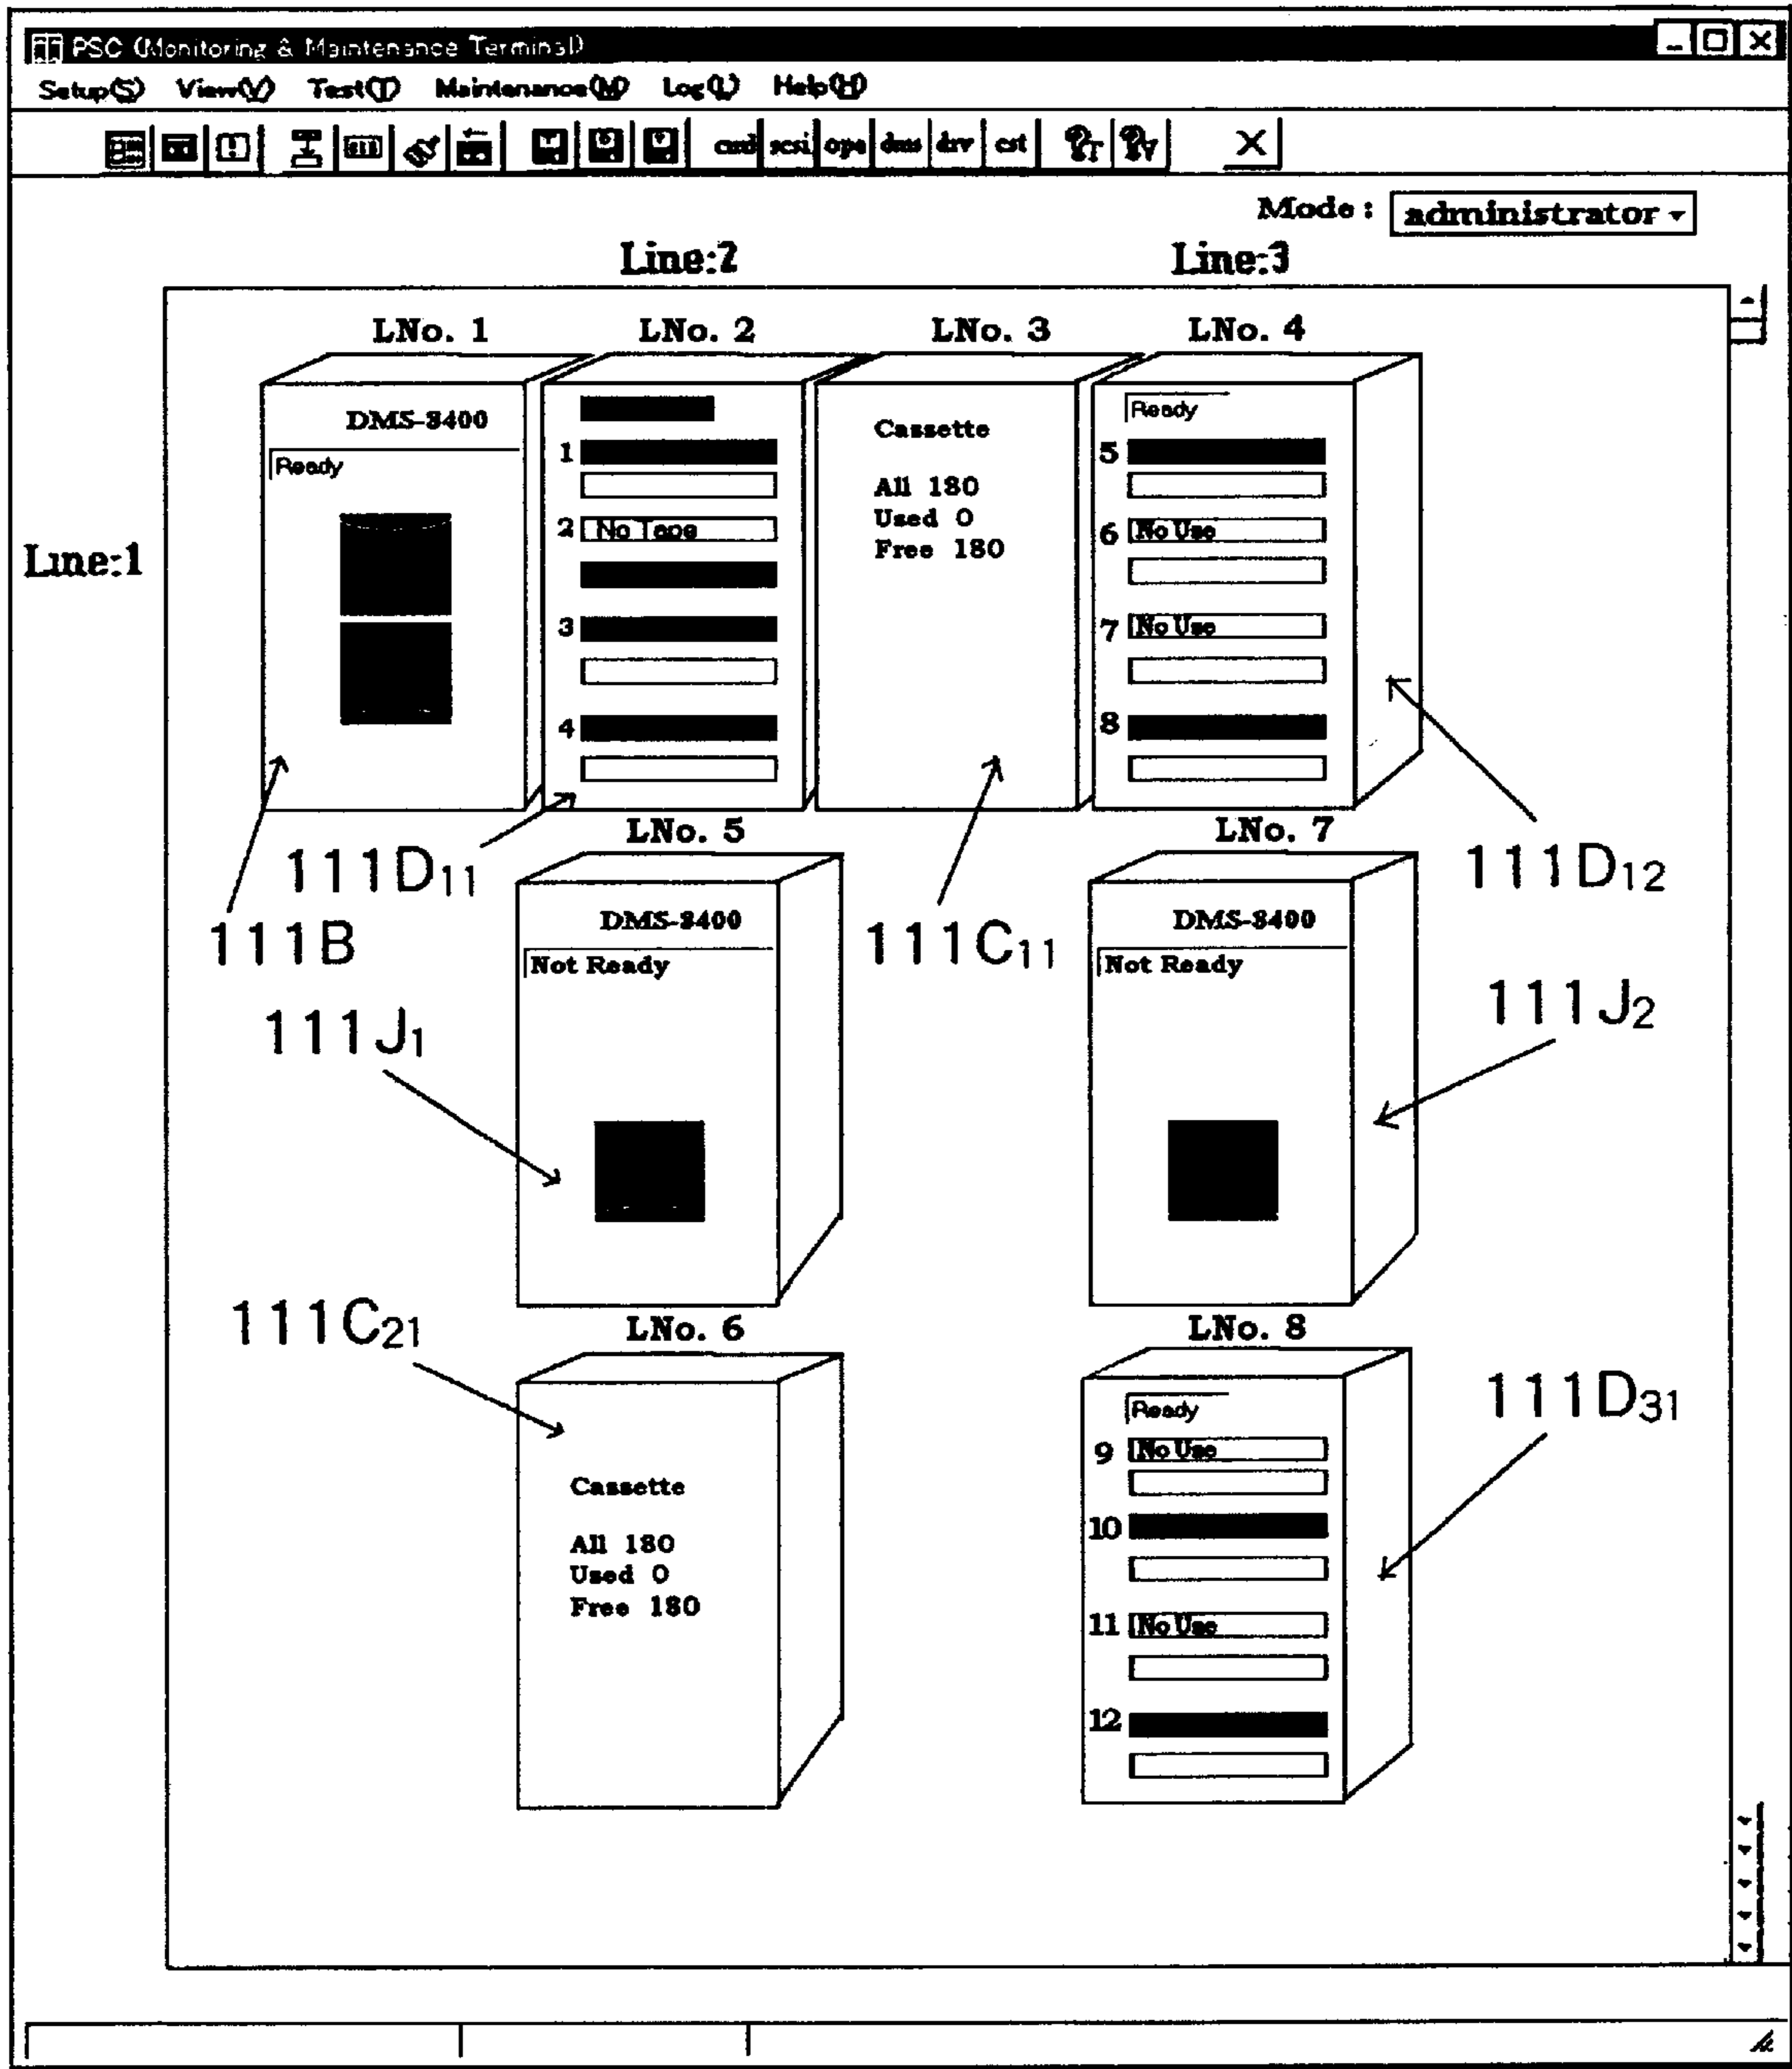 PSC (Monitoring & Maintenance Terminal)
Setup(S) View(V) Test(T) Maintenance(M) Log(L) Help(H)
cmd scsi ope dms drv cst
Mode : administrator
Line:2 Line:3
LNo. 1 LNo. 2 LNo. 3 LNo. 4
DMS-8400
Ready
1
2 No Tape
3
4
Cassette
All 180
Used 0
Free 180
Ready
5
6 No Use
7 No Use
8
Line:1
111B
111D11
111C11
111D12
LNo. 5 LNo. 7
DMS-8400
Not Ready
DMS-8400
Not Ready
111J1
111J2
LNo. 6 LNo. 8
111C21
Cassette
All 180
Used 0
Free 180
Ready
9 No Use
10
11 No Use
12
111D31